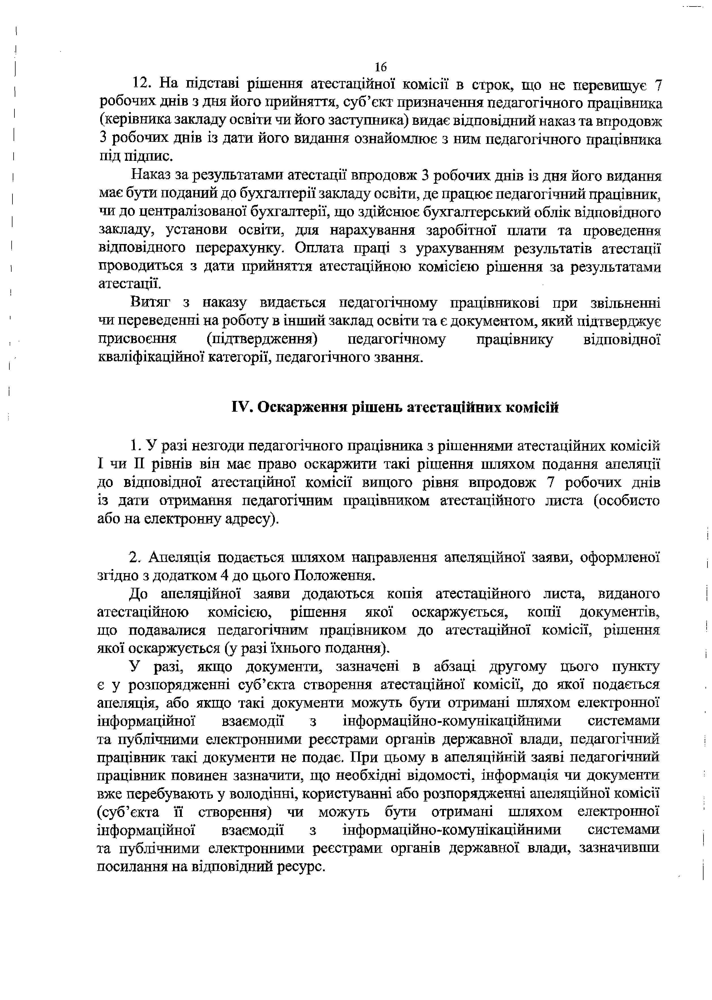 16
12. На підставі рішення атестаційної комісії в строк, що не перевищує 7
робочих днів з дня його прийняття, суб’єкт призначення педагогічного працівника
(керівника закладу освіти чи його заступника) видає відповідний наказ та впродовж
3 робочих днів із дати його видання ознайомлює з ним педагогічного працівника
під підпис.
Наказ за результатами атестації впродовж 3 робочих днів із дня його видання
має бути поданий до бухгалтерії закладу освіти, де працює педагогічний працівник,
чи до централізованої бухгалтерії, що здійснює бухгалтерський облік відповідного
закладу, установи освіти, для нарахування заробітної плати та проведення
відповідного перерахунку. Оплата праці з урахуванням результатів атестації
проводиться з дати прийняття атестаційною комісією рішення за результатами
атестації.
Витяг з наказу видається педагогічному працівникові при звільненні
чи переведенні на роботу в інший заклад освіти та є документом, який підтверджує
присвоєння (підтвердження) педагогічному працівнику відповідної
кваліфікаційної категорії, педагогічного звання.
IV. Оскарження рішень атестаційних комісій
1. У разі незгоди педагогічного працівника з рішеннями атестаційних комісій
І чи ІІ рівнів він має право оскаржити такі рішення шляхом подання апеляції
до відповідної атестаційної комісії вищого рівня впродовж 7 робочих днів
із дати отримання педагогічним працівником атестаційного листа (особисто
або на електронну адресу).
2. Апеляція подається шляхом направлення апеляційної заяви, оформленої
згідно з додатком 4 до цього Положення.
До апеляційної заяви додаються копія атестаційного листа, виданого
атестаційною комісією, рішення якої оскаржується, копії документів,
що подавалися педагогічним працівником до атестаційної комісії, рішення
якої оскаржується (у разі їхнього подання).
У разі, якщо документи, зазначені в абзаці другому цього пункту
є у розпорядженні суб’єкта створення атестаційної комісії, до якої подається
апеляція, або якщо такі документи можуть бути отримані шляхом електронної
інформаційної взаємодії з інформаційно-комунікаційними системами
та публічними електронними реєстрами органів державної влади, педагогічний
працівник такі документи не подає. При цьому в апеляційній заяві педагогічний
працівник повинен зазначити, що необхідні відомості, інформація чи документи
вже перебувають у володінні, користуванні або розпорядженні апеляційної комісії
(суб’єкта її створення) чи можуть бути отримані шляхом електронної
інформаційної взаємодії з інформаційно-комунікаційними системами
та публічними електронними реєстрами органів державної влади, зазначивши
посилання на відповідний ресурс.